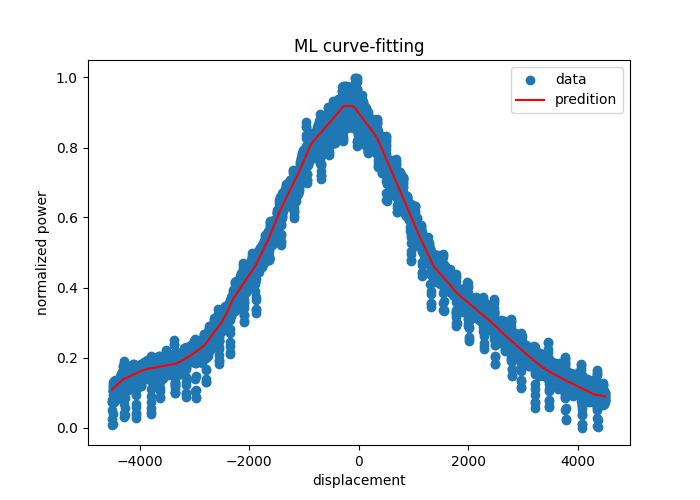 ML curve-fitting
data
predition
1.0
0.8
0.6
0.4
0.2
0.0
normalized power
−4000 −2000 0 2000 4000
displacement